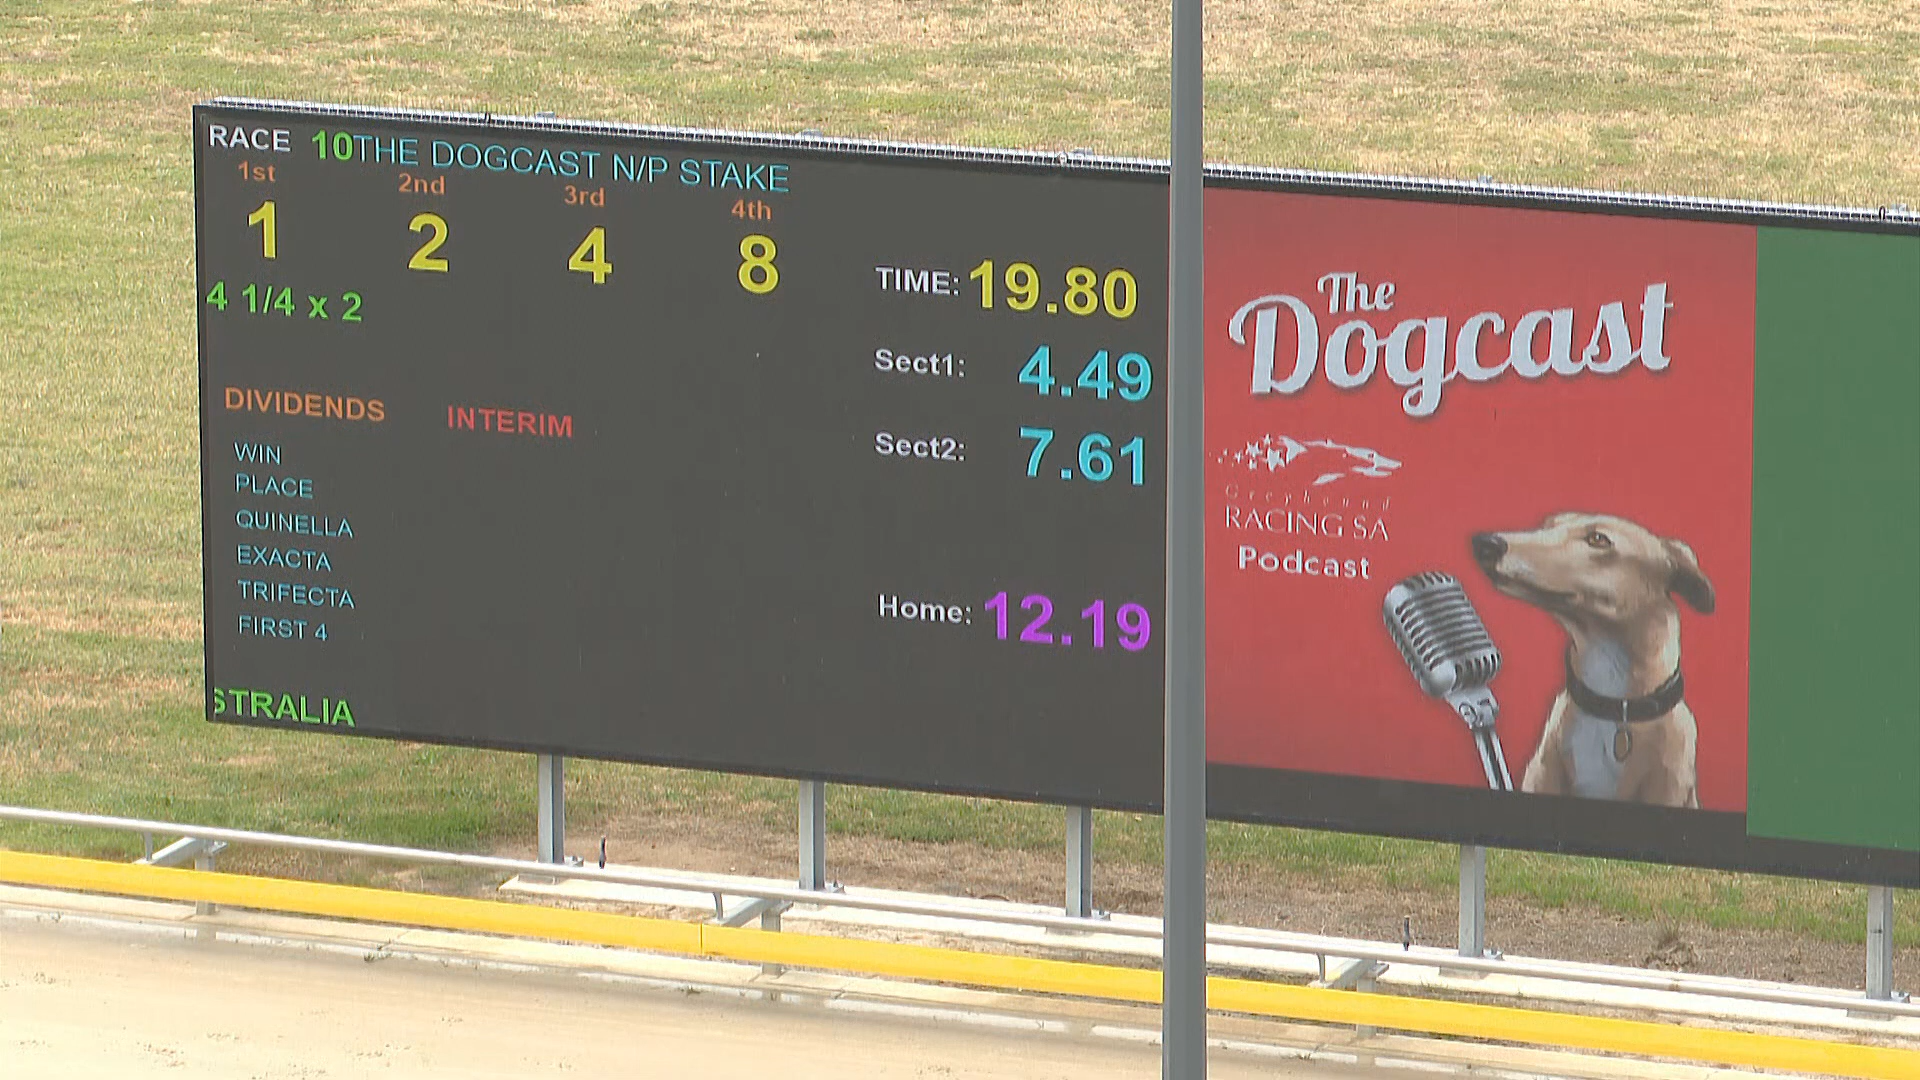 RACE 10THE DOGCAST N/P STAKE
1st 2nd 3rd 4th
1 2 4 8
4 1/4 x 2
TIME: 19.80
Sect1: 4.49
Sect2: 7.61
Home: 12.19
DIVIDENDS INTERIM
WIN
PLACE
QUINELLA
EXACTA
TRIFECTA
FIRST 4
STRALIA
The
Dogcast
Greyhound
RACING SA
Podcast